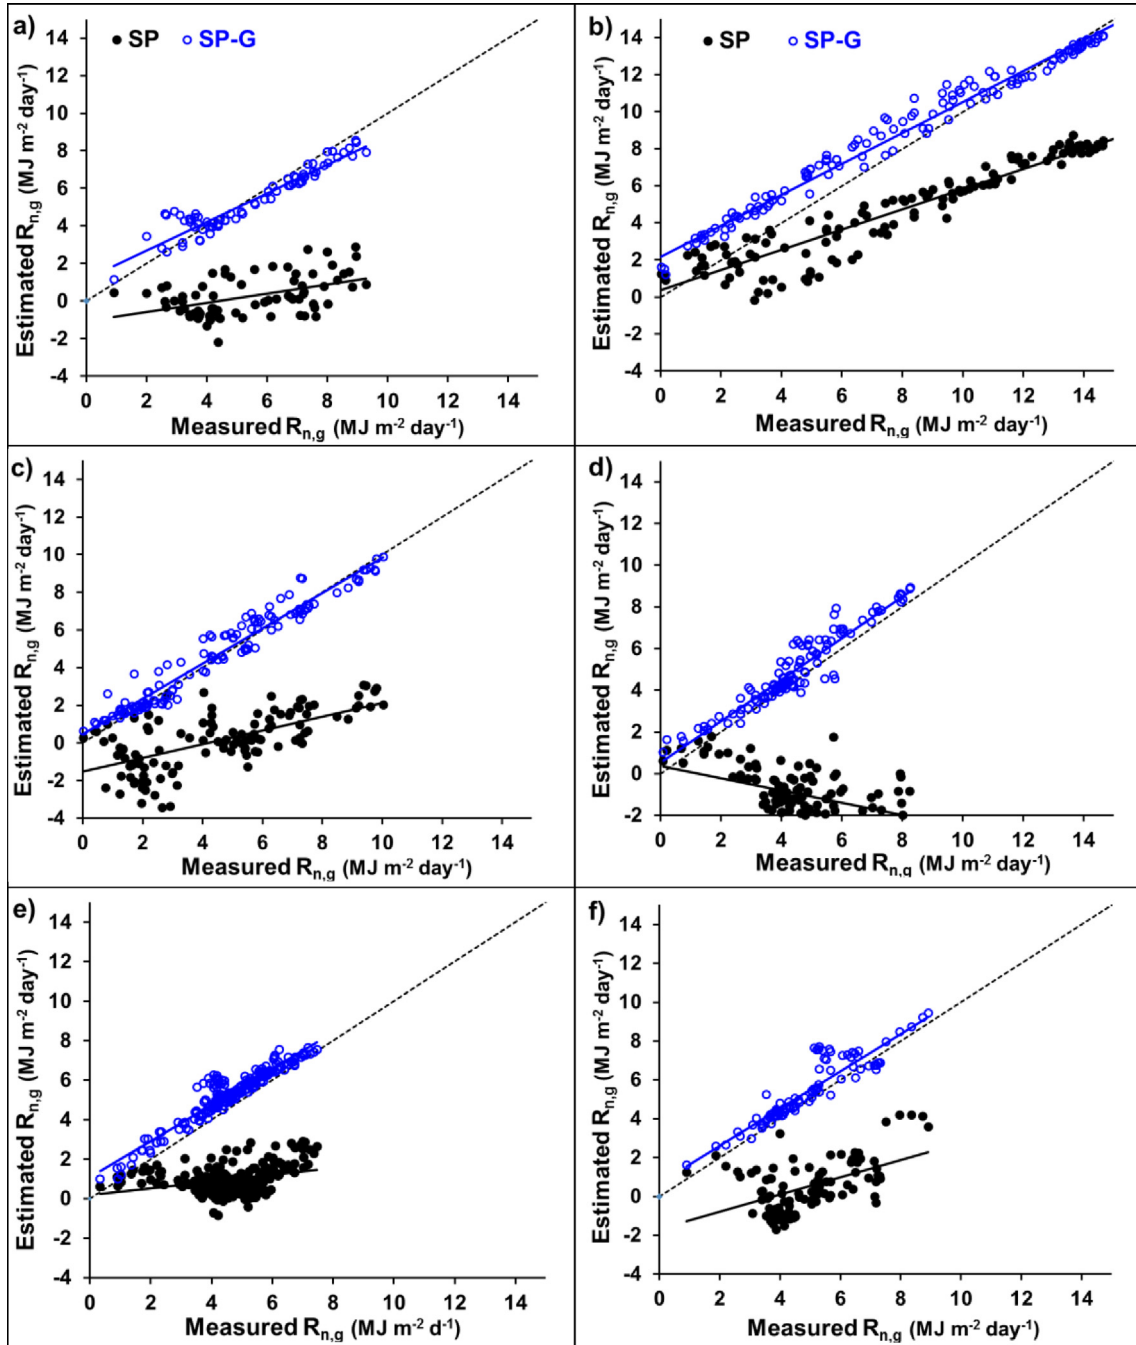 a)
SP
SP-G
Estimated Rn,g (MJ m-2 day-1)
14
12
10
8
6
4
2
0
-2
-4
0 2 4 6 8 10 12 14
Measured Rn,g (MJ m-2 day-1)
b)
SP
SP-G
Estimated Rn,g (MJ m-2 day-1)
14
12
10
8
6
4
2
0
-2
-4
0 2 4 6 8 10 12 14
Measured Rn,g (MJ m-2 day-1)
c)
Estimated Rn,g (MJ m-2 day-1)
14
12
10
8
6
4
2
0
-2
-4
0 2 4 6 8 10 12 14
Measured Rn,g (MJ m-2 day-1)
d)
Estimated Rn,g (MJ m-2 day-1)
14
12
10
8
6
4
2
0
-2
0 2 4 6 8 10 12 14
Measured Rn,g (MJ m-2 day-1)
e)
Estimated Rn,g (MJ m-2 day-1)
14
12
10
8
6
4
2
0
-2
-4
0 2 4 6 8 10 12 14
Measured Rn,g (MJ m-2 d-1)
f)
Estimated Rn,g (MJ m-2 day-1)
14
12
10
8
6
4
2
0
-2
-4
0 2 4 6 8 10 12 14
Measured Rn,g (MJ m-2 day-1)